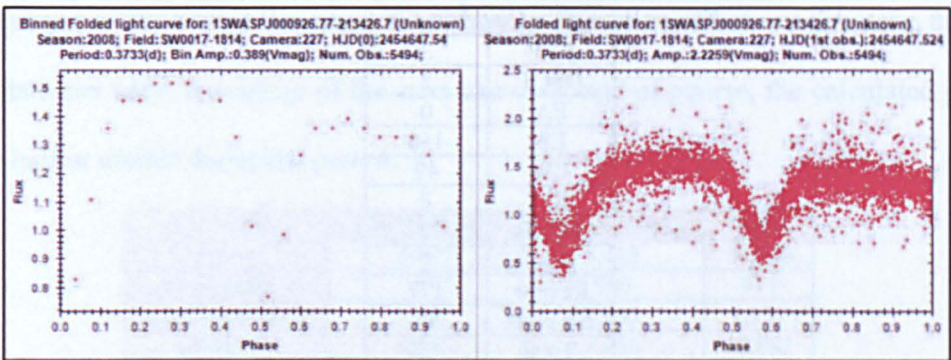 Binned Folded light curve for: 1SWASPJ000926.77-213426.7 (Unknown)
Season:2008; Field:SW0017-1814; Camera:227; HJD(0):2454647.54
Period:0.3733(d); Bin Amp.:0.389(Vmag); Num. Obs.:5494;
Flux
1.4
1.3
1.2
1.1
1.0
0.9
0.8
0.0 0.1 0.2 0.3 0.4 0.5 0.6 0.7 0.8 0.9 1.0
Phase
Folded light curve for: 1SWASPJ000926.77-213426.7 (Unknown)
Season:2008; Field:SW0017-1814; Camera:227; HJD(1st obs.):2454647.524
Period:0.3733(d); Amp.:2.2259(Vmag); Num. Obs.:5494;
Flux
2.5
2.0
1.5
1.0
0.5
0.0
0.0 0.1 0.2 0.3 0.4 0.5 0.6 0.7 0.8 0.9 1.0
Phase